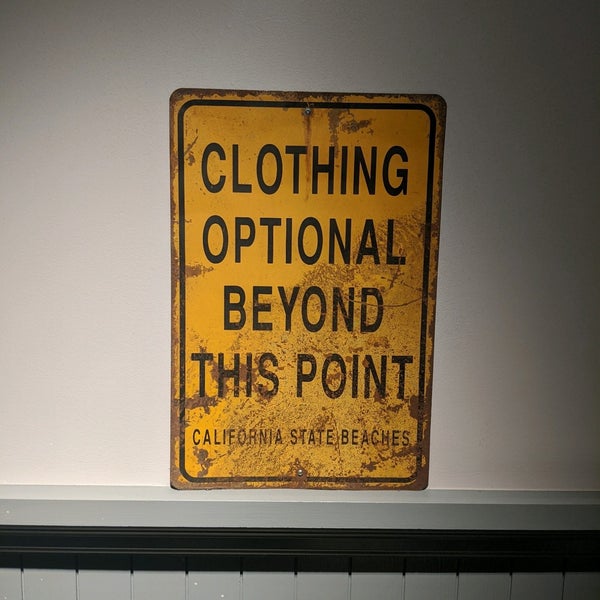 CLOTHING
OPTIONAL
BEYOND
THIS POINT
CALIFORNIA STATE BEACHES